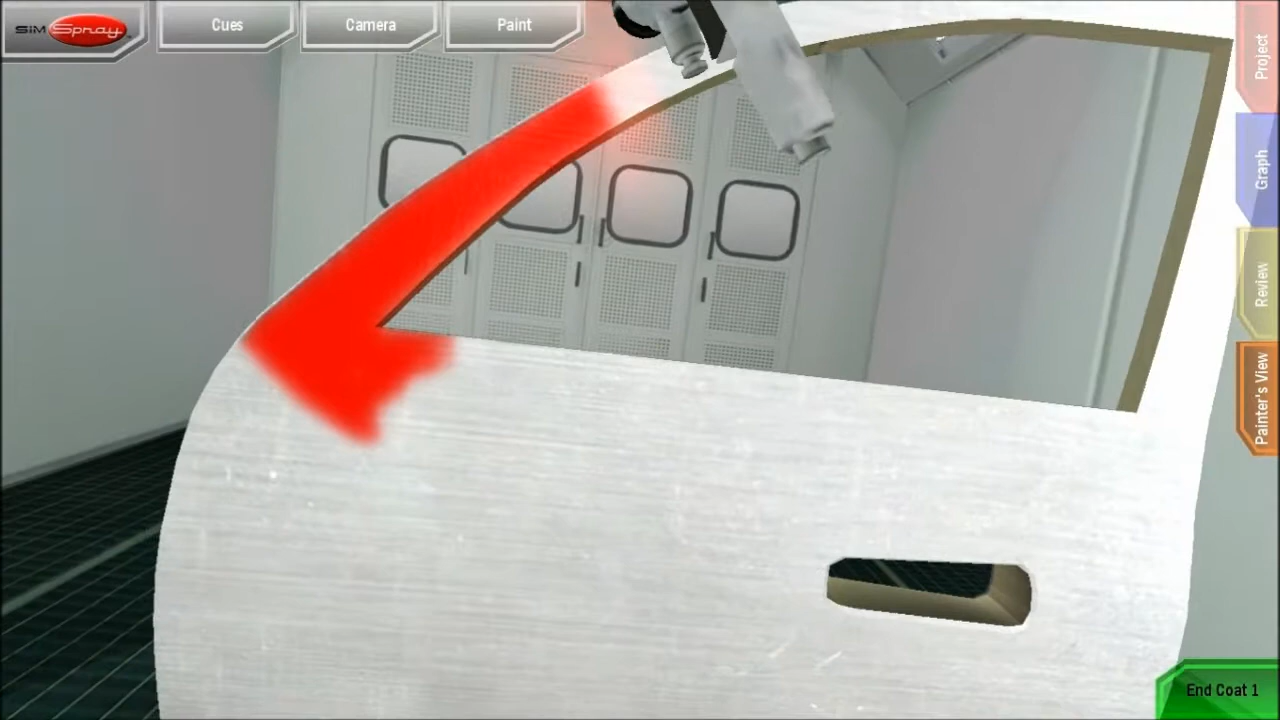 SIM Spray
Cues
Camera
Paint
Project
Graph
Review
Painter's View
End Coat 1